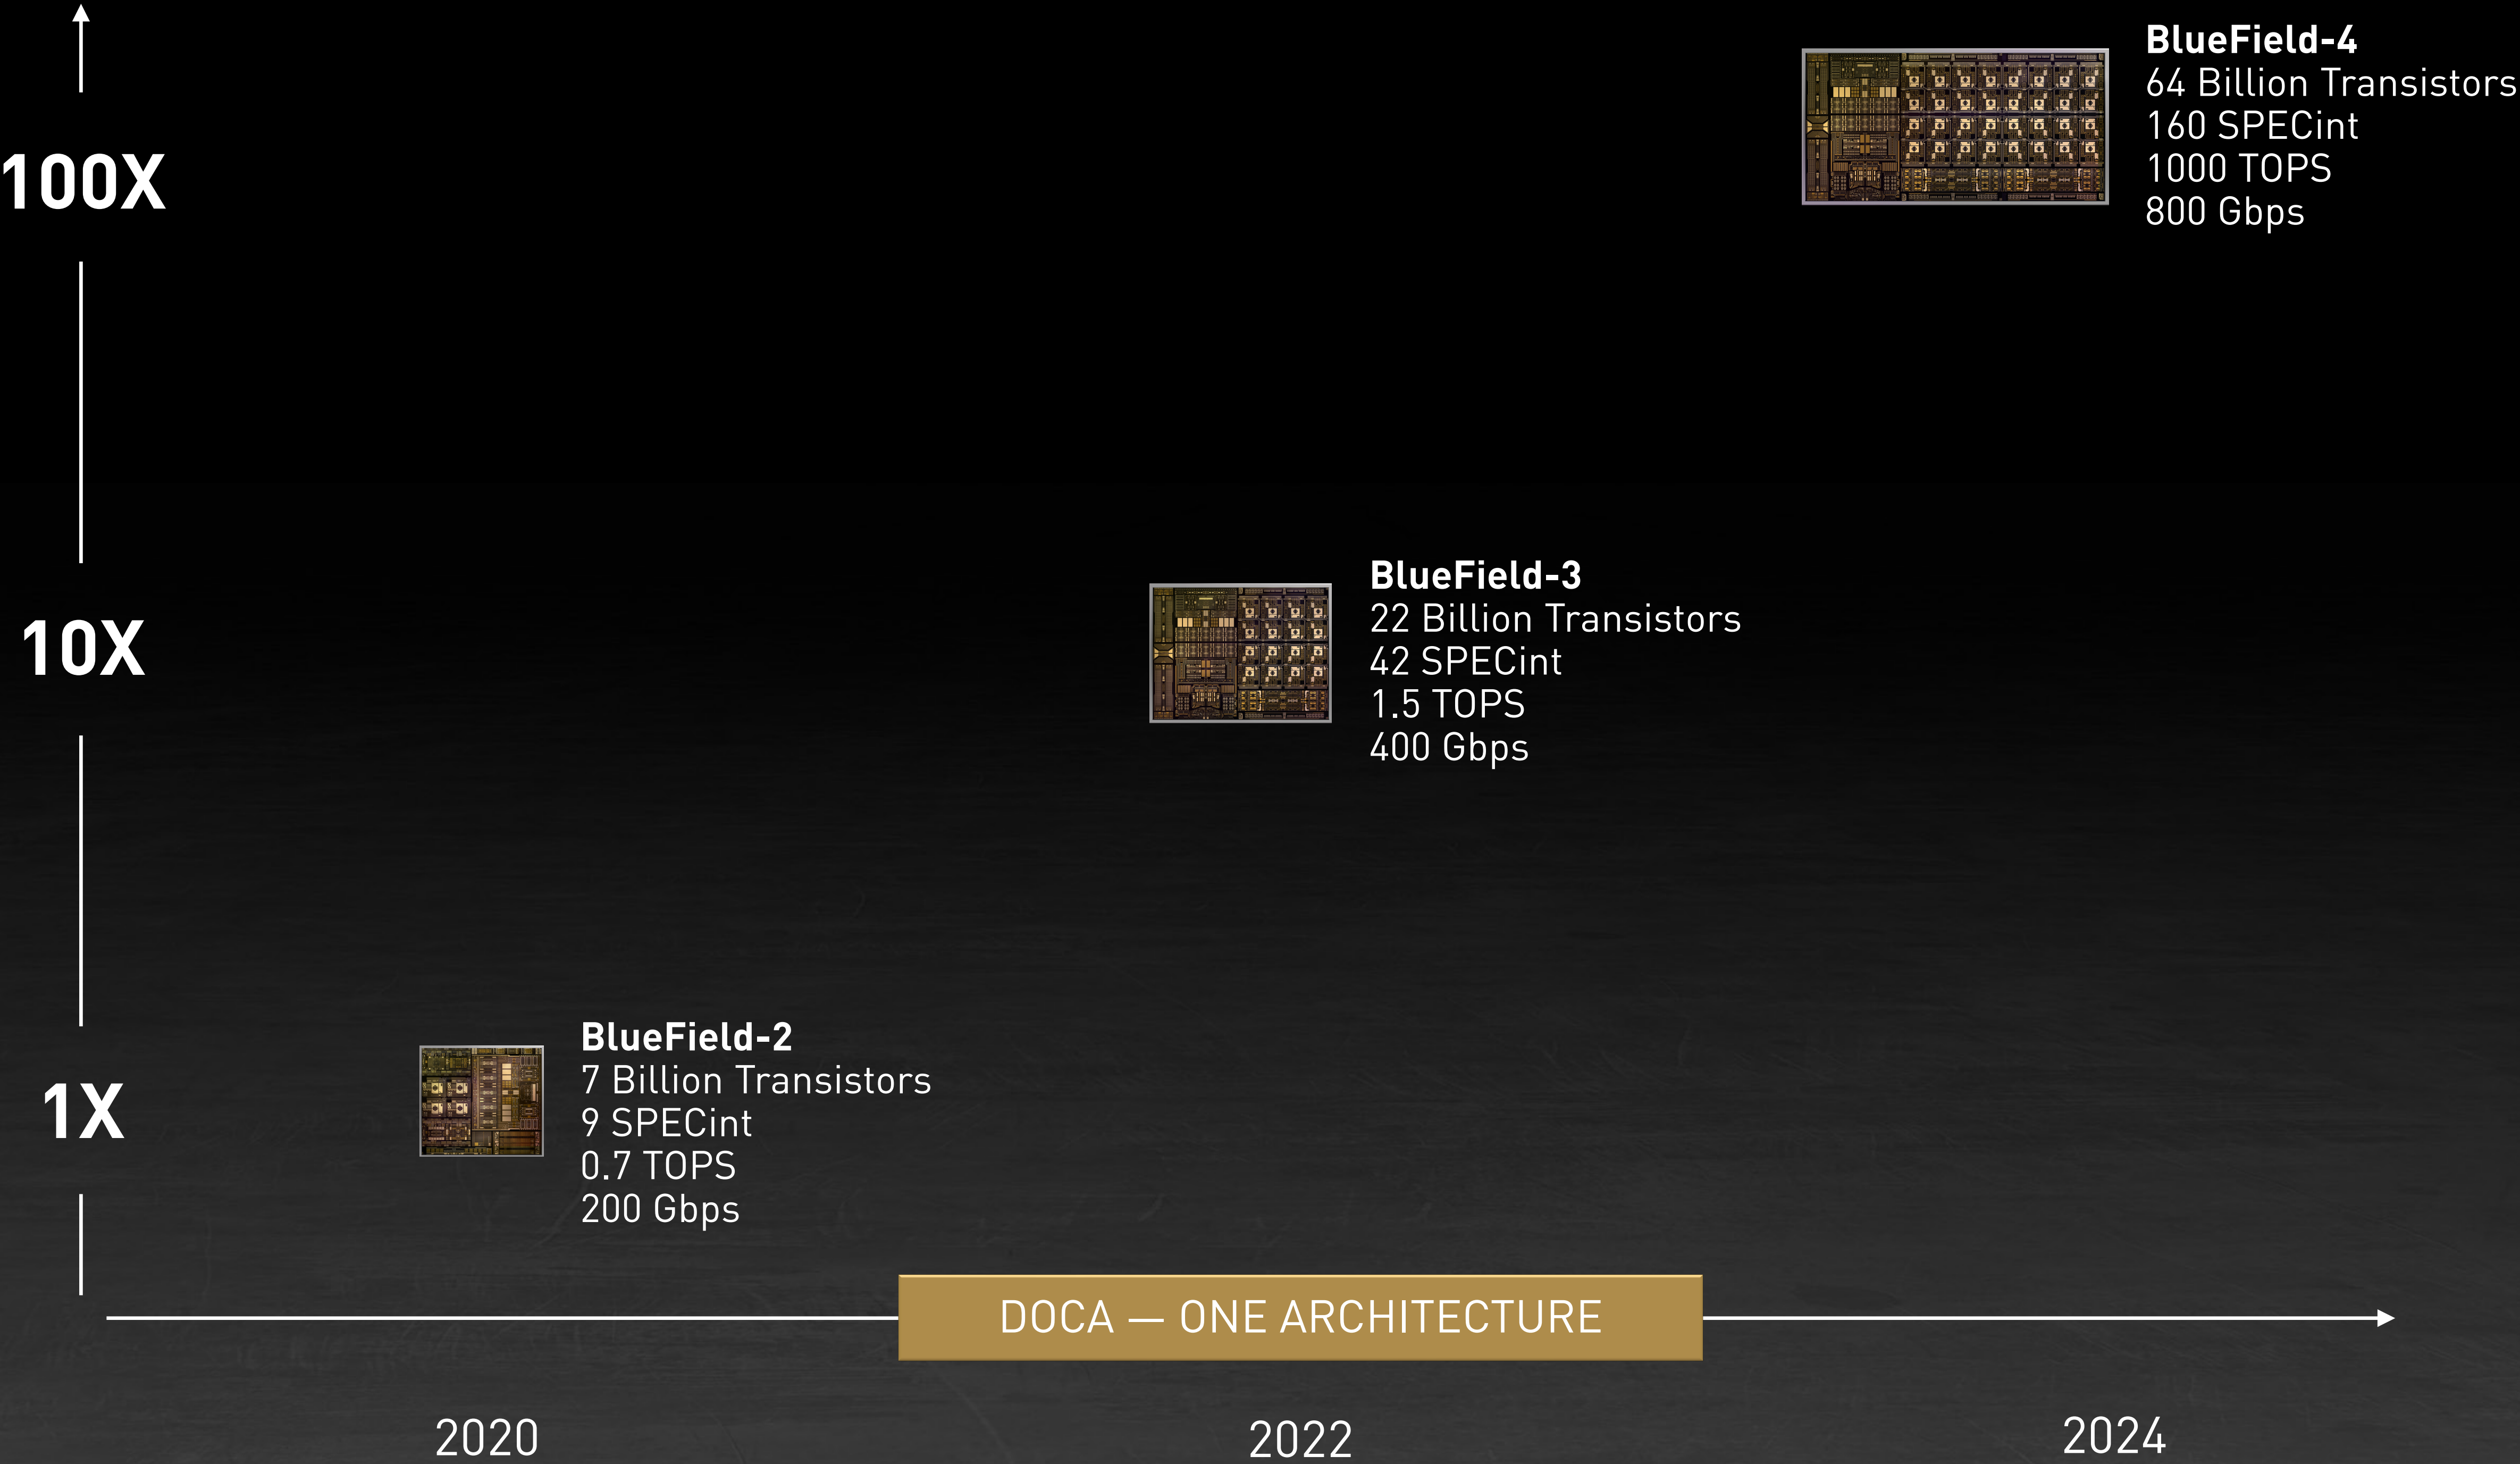 100X
BlueField-4
64 Billion Transistors
160 SPECint
1000 TOPS
800 Gbps
10X
BlueField-3
22 Billion Transistors
42 SPECint
1.5 TOPS
400 Gbps
1X
BlueField-2
7 Billion Transistors
9 SPECint
0.7 TOPS
200 Gbps
DOCA — ONE ARCHITECTURE
2020
2022
2024